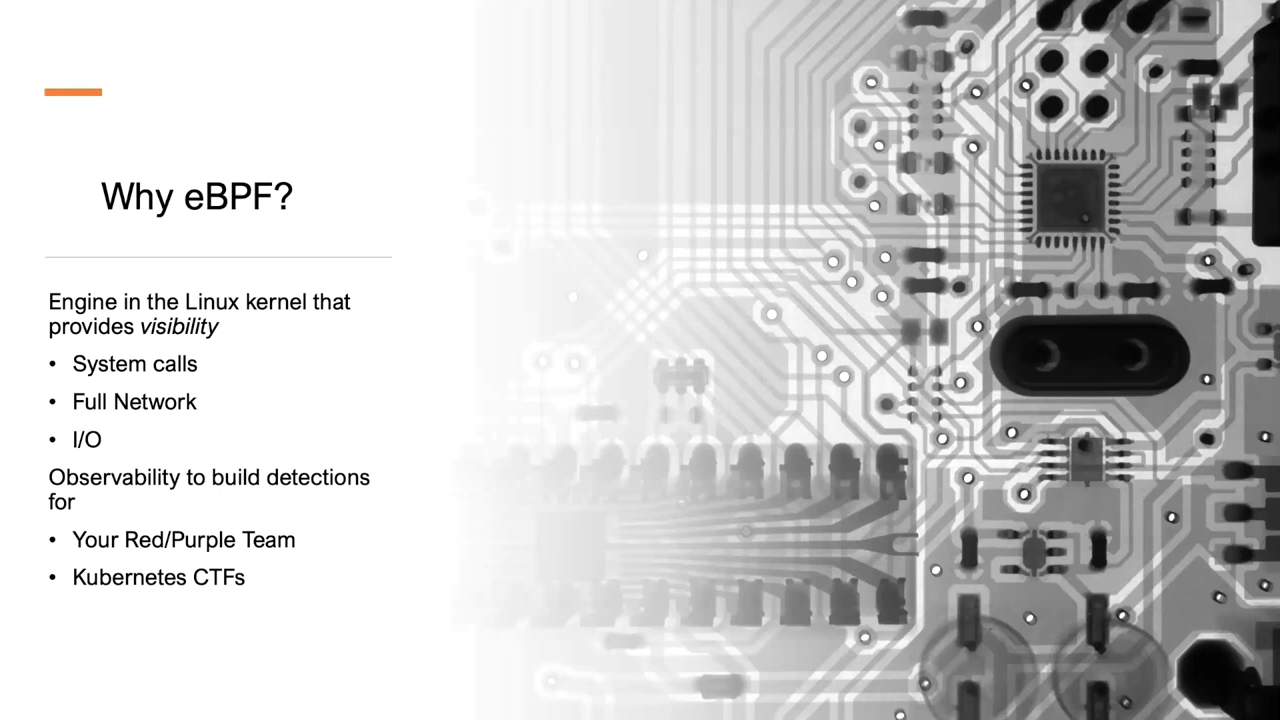 Why eBPF?
Engine in the Linux kernel that
provides visibility
• System calls
• Full Network
• I/O
Observability to build detections
for
• Your Red/Purple Team
• Kubernetes CTFs